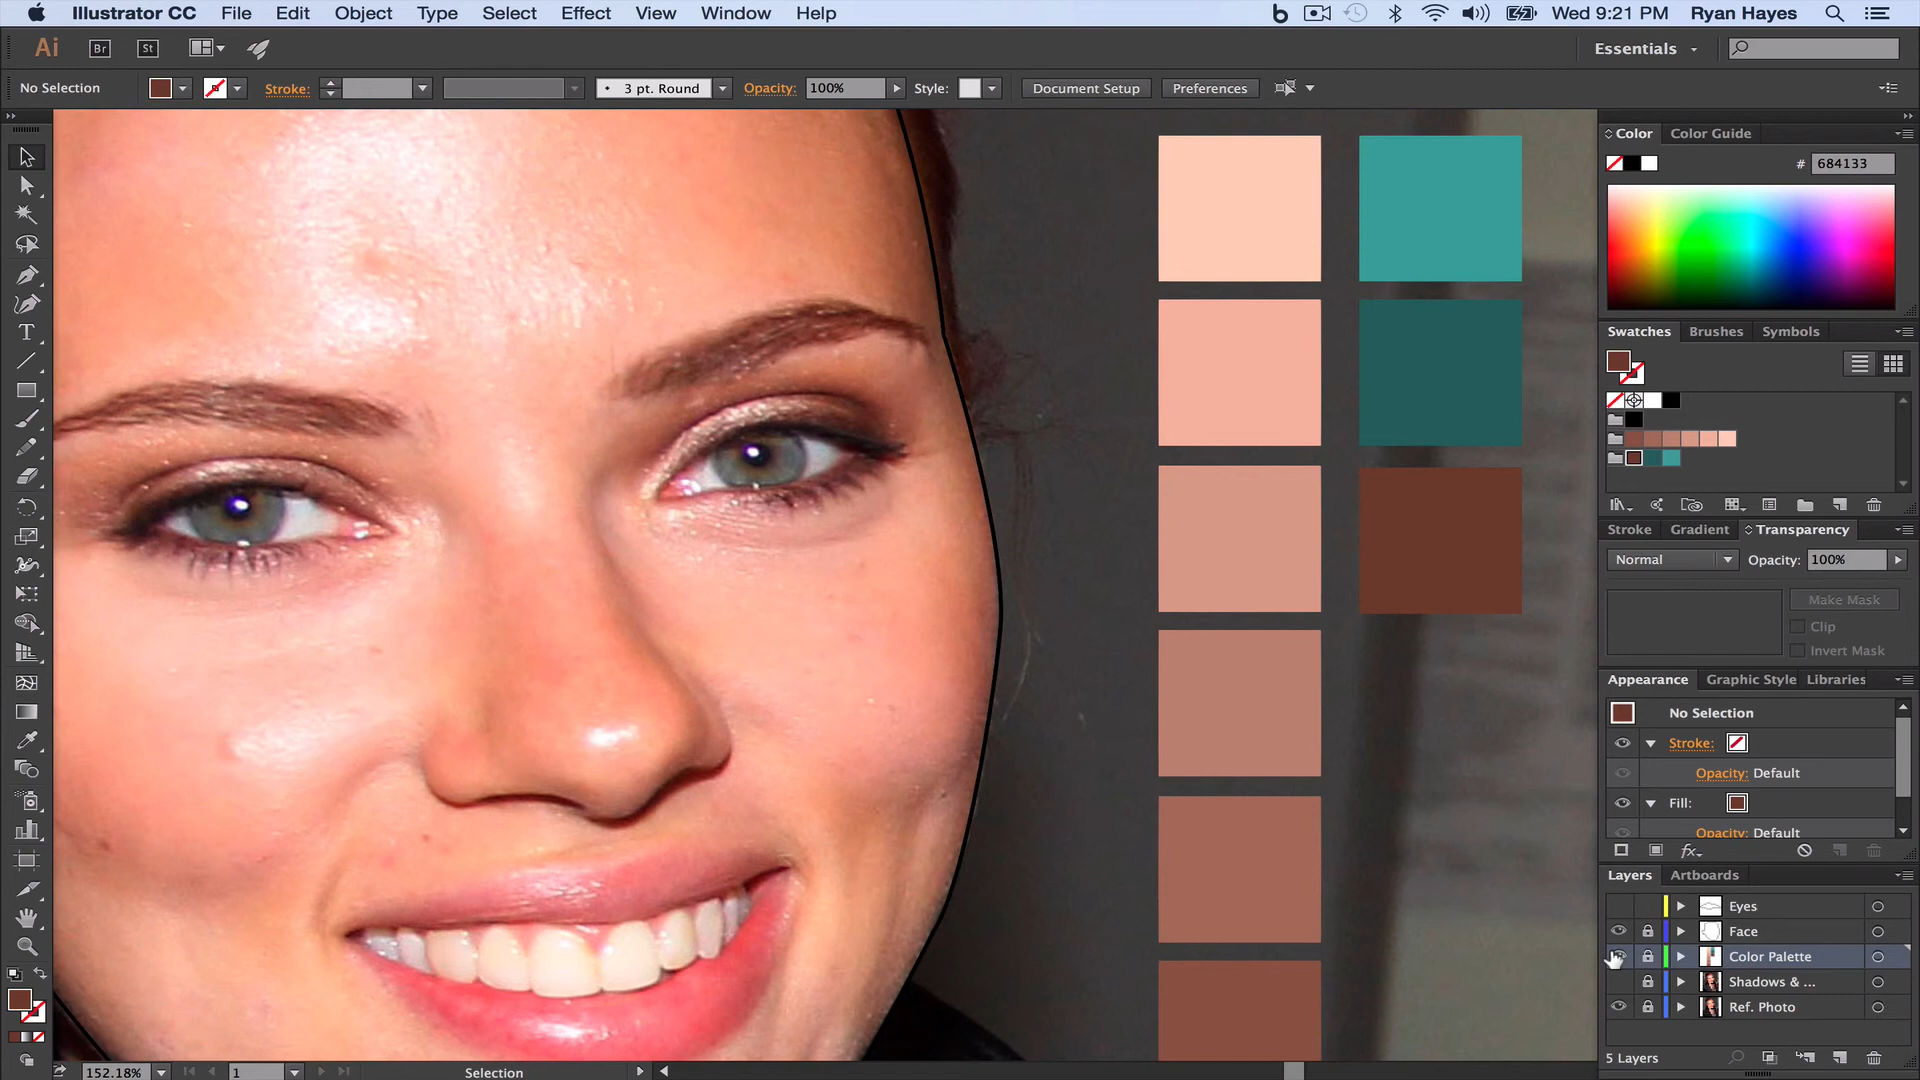 Illustrator CC File Edit Object Type Select Effect View Window Help b Wed 9:21 PM Ryan Hayes
Ai Br St Essentials
No Selection Stroke: 3 pt. Round Opacity: 100% Style: Document Setup Preferences
Color Color Guide
# 684133
Swatches Brushes Symbols
Stroke Gradient Transparency
Normal Opacity: 100%
Make Mask
Clip
Invert Mask
Appearance Graphic Style Libraries
No Selection
Stroke:
Opacity: Default
Fill:
Opacity: Default
fx
Layers Artboards
Eyes
Face
Color Palette
Shadows & ...
Ref. Photo
5 Layers
152.18% 1 Selection